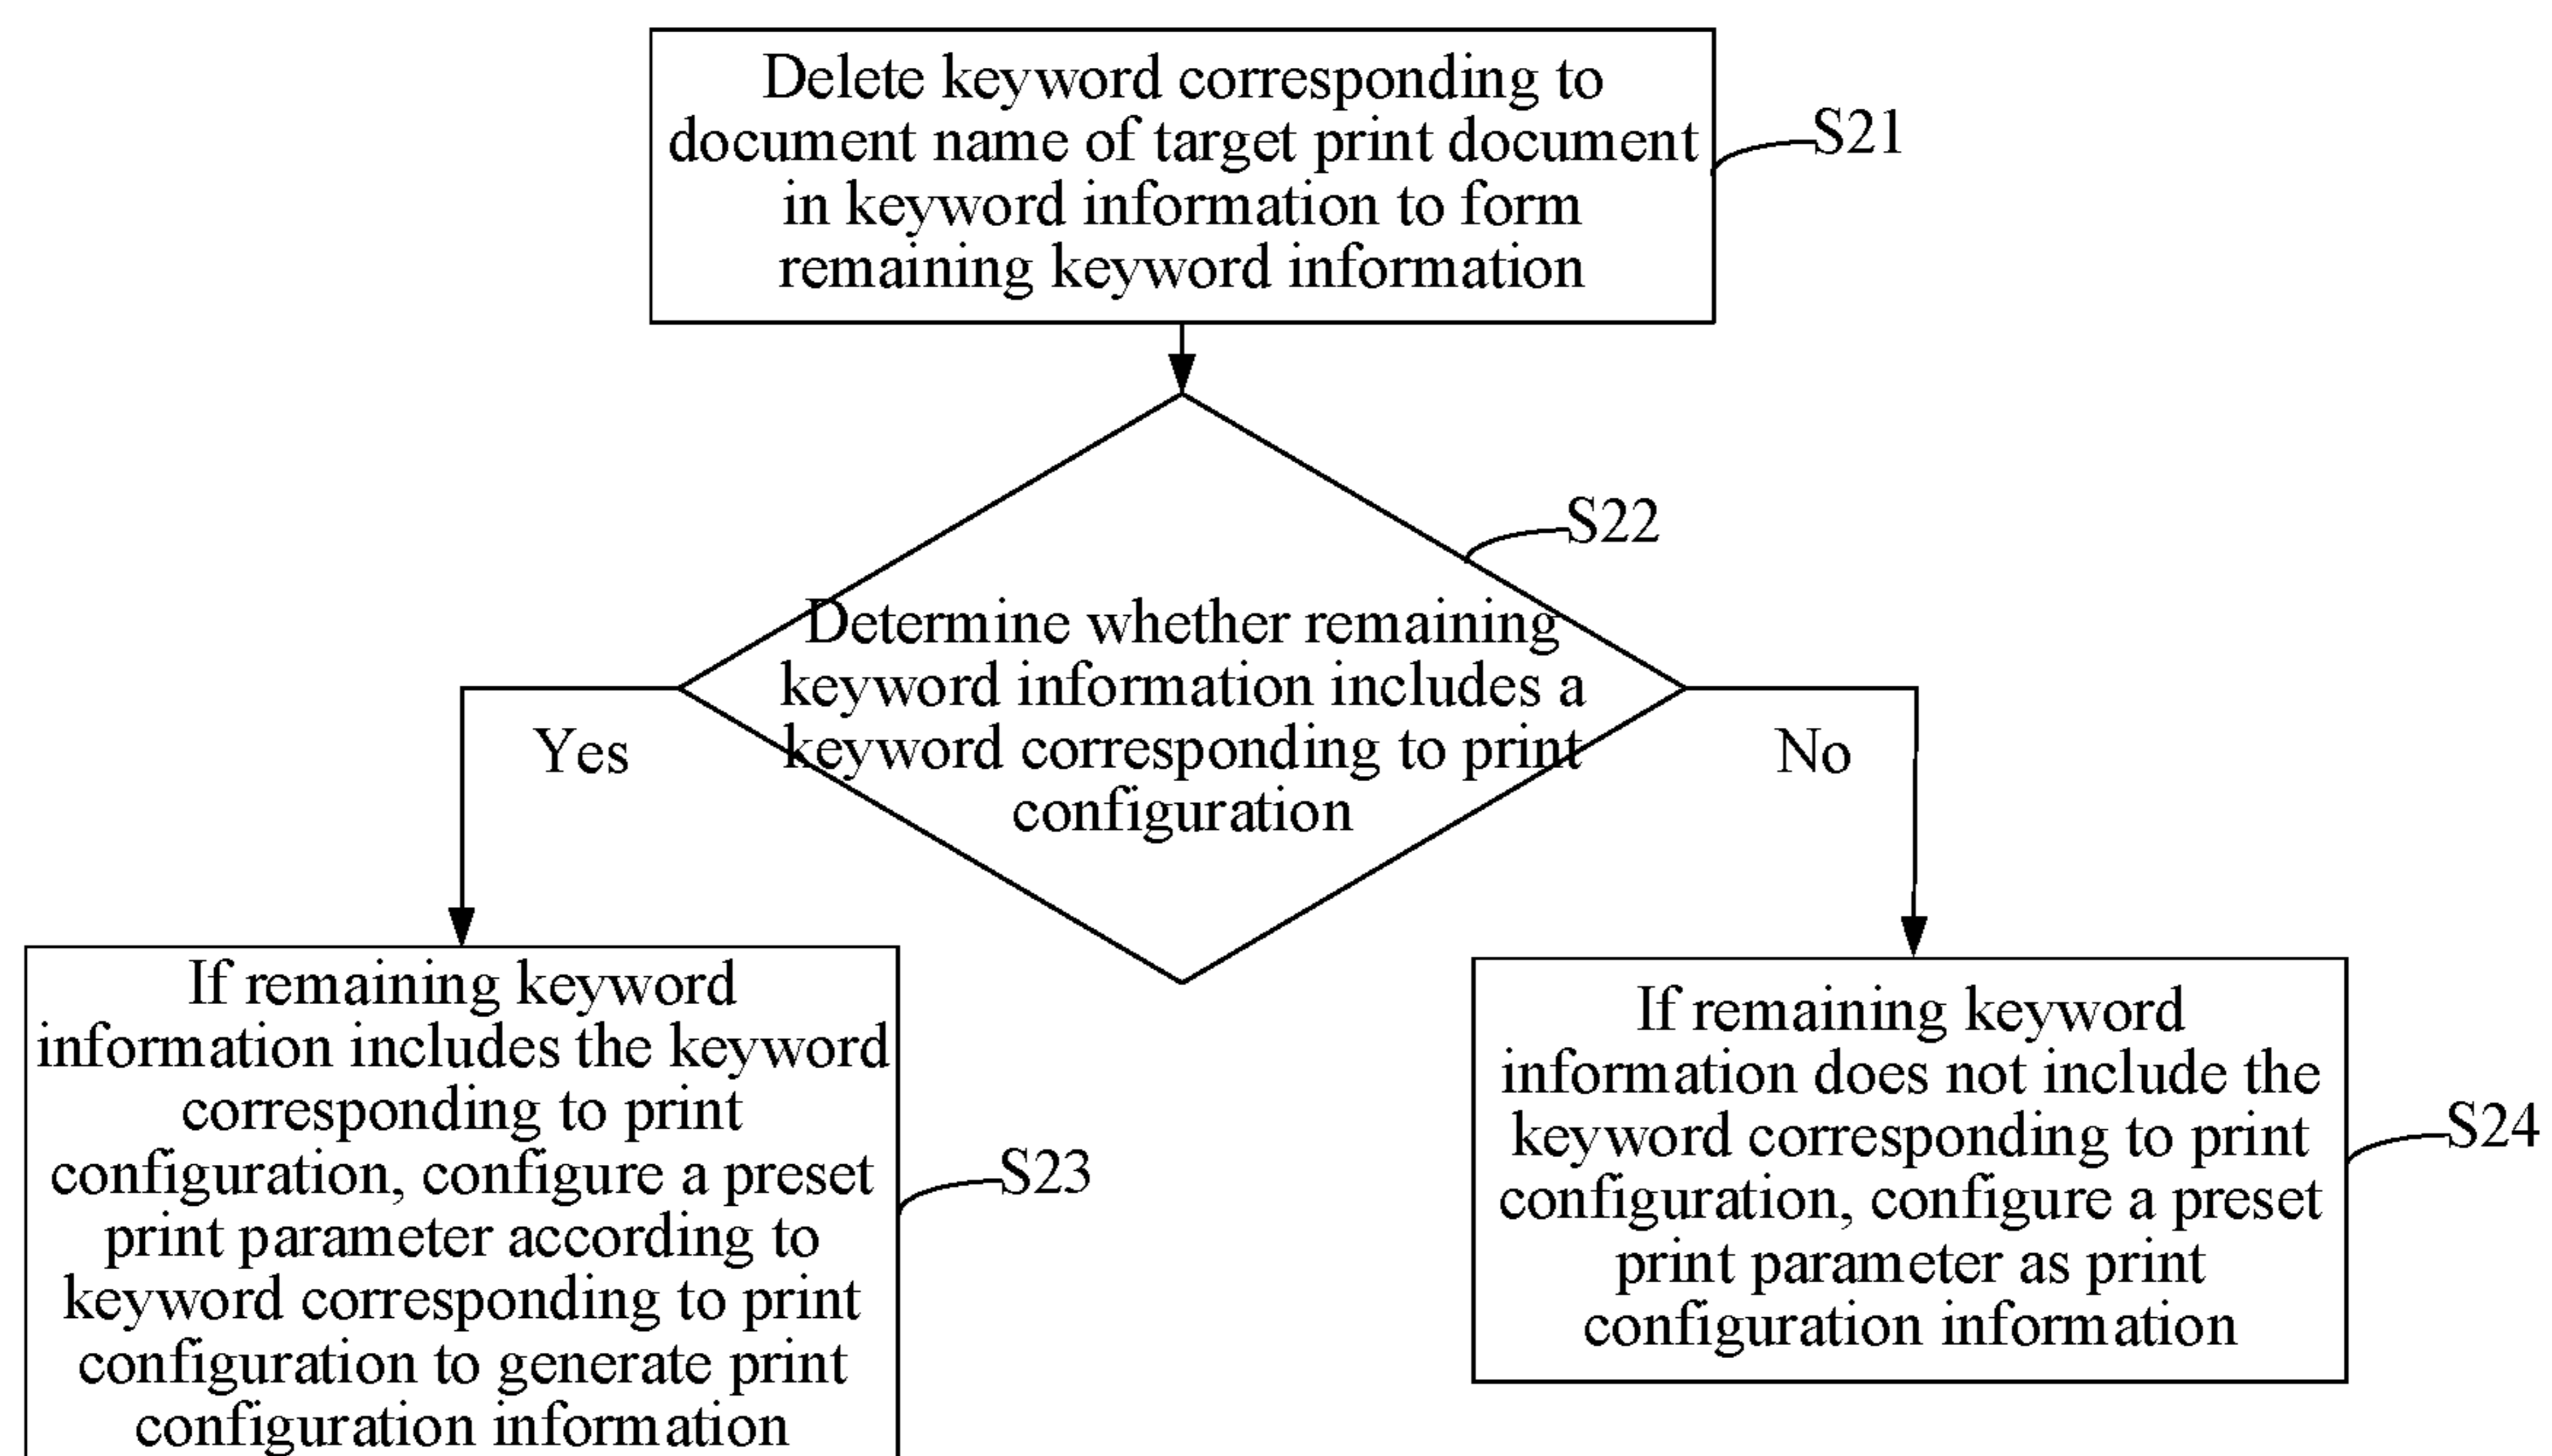 Delete keyword corresponding to
document name of target print document
in keyword information to form
remaining keyword information
S21
S22
Determine whether remaining
keyword information includes a
keyword corresponding to print
configuration
Yes
No
If remaining keyword
information includes the keyword
corresponding to print
configuration, configure a preset
print parameter according to
keyword corresponding to print
configuration to generate print
configuration information
S23
If remaining keyword
information does not include the
keyword corresponding to print
configuration, configure a preset
print parameter as print
configuration information
S24